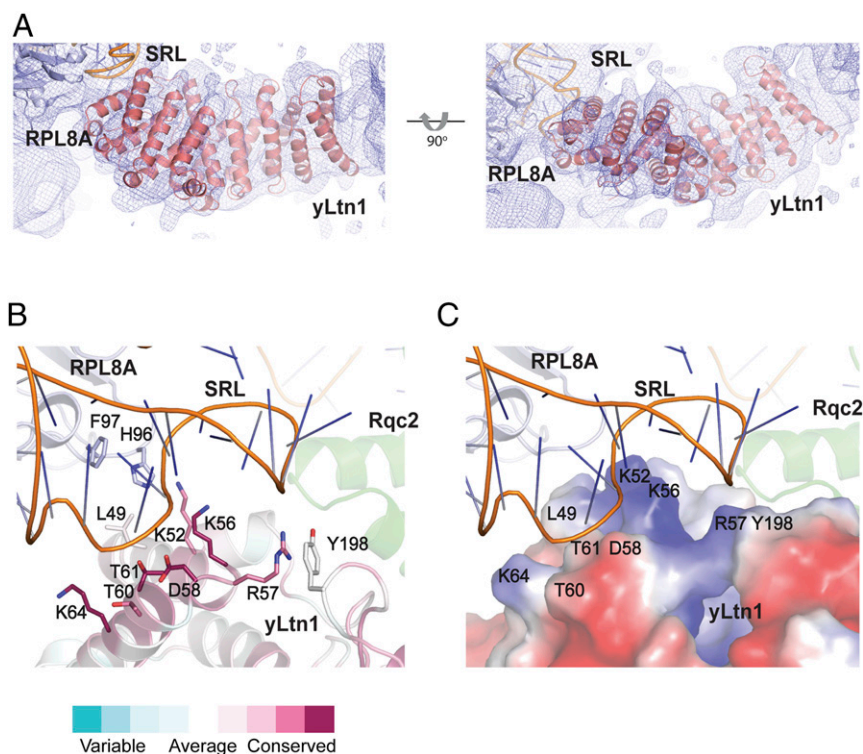 A
SRL
RPL8A
yLtn1
90°
SRL
RPL8A
yLtn1
B
RPL8A
SRL
Rqc2
F97
H96
L49
K52
K56
Y198
T61
D58
R57
T60
K64
yLtn1
C
RPL8A
SRL
Rqc2
K52
K56
L49
R57 Y198
T61 D58
K64
T60
yLtn1
Variable Average Conserved